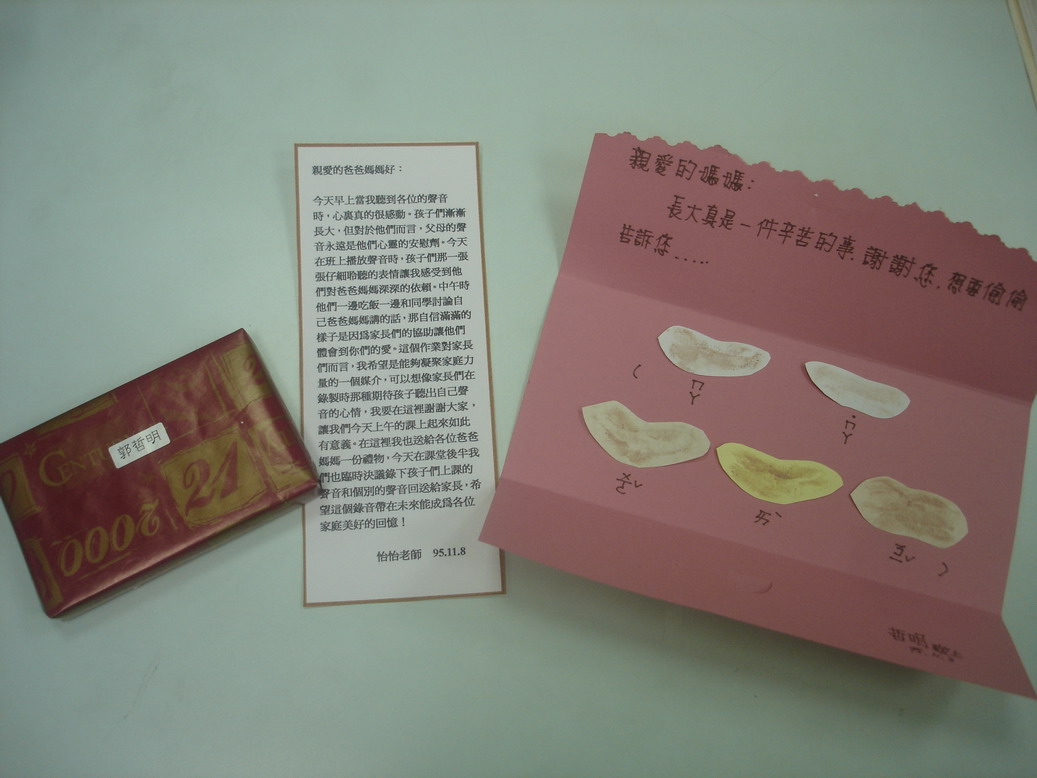 郭哲明
21
2000
親愛的爸爸媽媽好：
今天早上當我聽到各位的聲音
時，心裏真的很感動。孩子們漸漸
長大，但對於他們而言，父母的聲
音永遠是他們心靈的安慰劑。今天
在班上播放聲音時，孩子們那一張
張仔細聆聽的表情讓我感受到他
們對爸爸媽媽深深的依賴。中午時
他們一邊吃飯一邊和同學討論自
己爸爸媽媽講的話，那自信滿滿的
樣子是因為家長們的協助讓他們
體會到你們的愛。這個作業對家長
們而言，我希望是能夠凝聚家庭力
量的一個媒介，可以想像家長們在
錄製時那種期待孩子聽出自己聲
音的心情，我要在這裡謝謝大家，
讓我們今天上午的課上起來如此
有意義。在這裡我也送給各位爸爸
媽媽一份禮物，今天在課堂後半我
們也臨時決議錄下孩子們上課的
聲音和個別的聲音回送給家長，希
望這個錄音帶在未來能成為各位
家庭美好的回憶！
怡怡老師 95.11.8
親愛的媽媽：
長大真是一件辛苦的事，謝謝您，想要偷偷
告訴您．．．．．
（ ㄇㄚ ˙ㄇㄚ
ㄨㄛˇ ㄞˋ ㄋㄧˇ ）